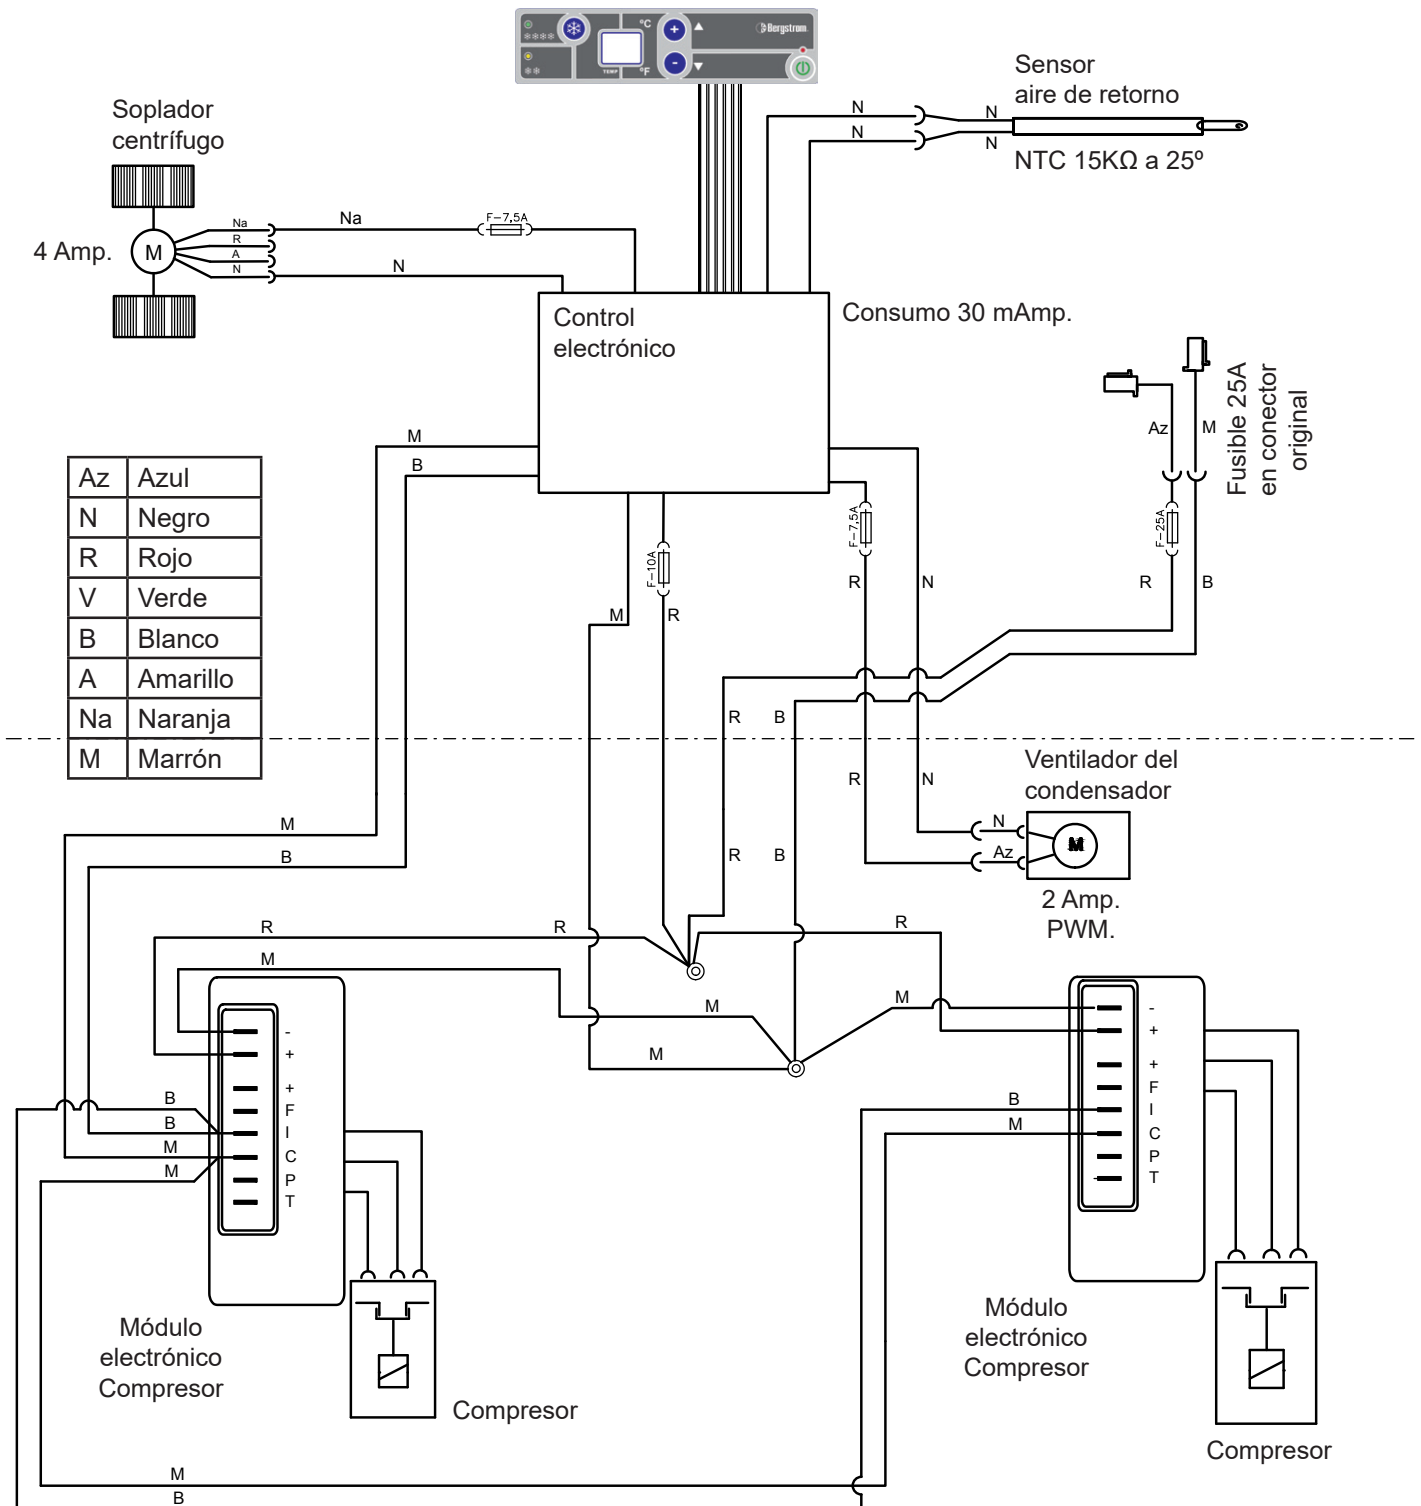 °C
Bergstrom
TEMP
°F
Sensor
aire de retorno
N
N
N
N
NTC 15KΩ a 25º
Soplador
centrífugo
4 Amp.
M
Na
R
A
N
Na
F-7,5A
N
Control
electrónico
Consumo 30 mAmp.
Fusible 25A
en conector
original
Az
M
M
B
Az Azul
N Negro
R Rojo
V Verde
B Blanco
A Amarillo
Na Naranja
M Marrón
F-10A
F-7,5A
F-25A
M
R
R
N
R
B
R
B
R
N
Ventilador del
condensador
N
Az
M
2 Amp.
PWM.
M
B
R
B
R
R
R
M
M
M
M
-
+
+
F
I
C
P
T
B
B
M
M
-
+
+
F
I
C
P
T
B
M
Módulo
electrónico
Compresor
Compresor
Módulo
electrónico
Compresor
Compresor
M
B